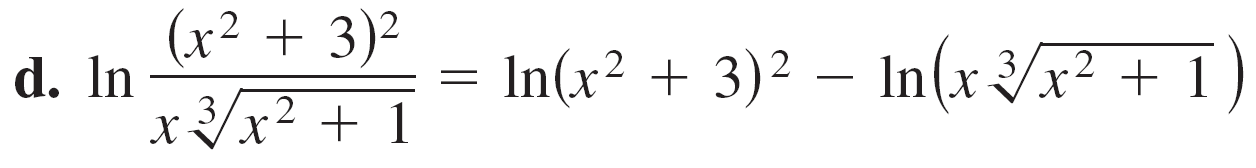 d. ln (x² + 3)² / (x ∛(x² + 1)) = ln(x² + 3)² − ln(x ∛(x² + 1))